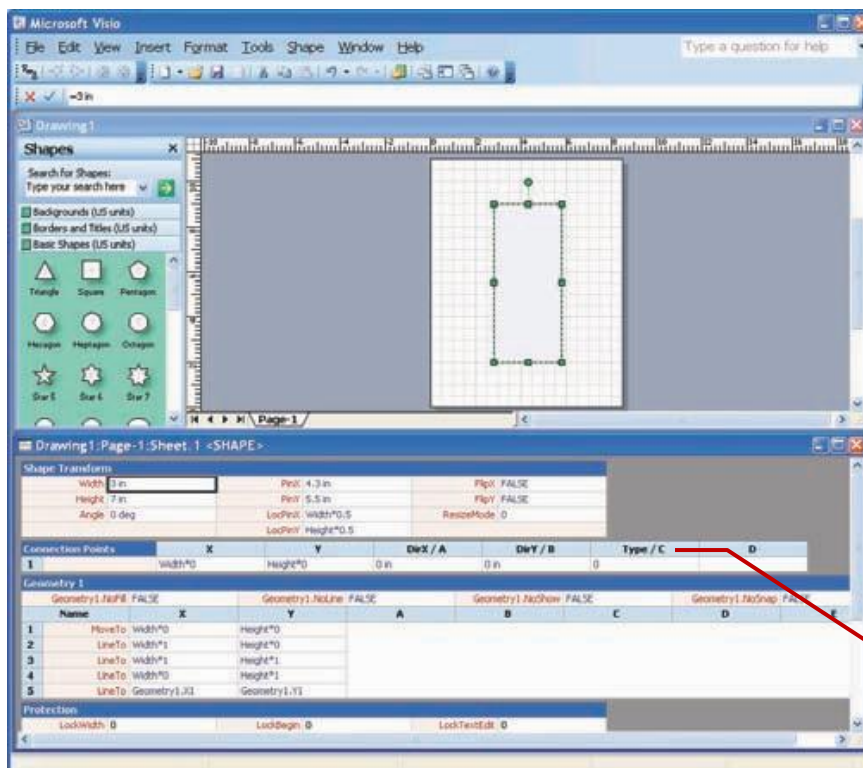 Microsoft Visio
File Edit View Insert Format Tools Shape Window Help
Type a question for help
=3 in
Drawing1
Shapes
Search for Shapes:
Type your search here
Backgrounds (US units)
Borders and Titles (US units)
Basic Shapes (US units)
Triangle Square Pentagon
Hexagon Heptagon Octagon
Star 5 Star 6 Star 7
Page-1
Drawing1:Page-1:Sheet.1 <SHAPE>
Shape Transform
Width 3 in PinX 4.3 in FlipX FALSE
Height 7 in PinY 5.5 in FlipY FALSE
Angle 0 deg LocPinX Width*0.5 ResizeMode 0
LocPinY Height*0.5
Connection Points X Y DirX / A DirY / B Type / C D
1 Width*0 Height*0 0 in 0 in 0
Geometry 1
Geometry1.NoFill FALSE Geometry1.NoLine FALSE Geometry1.NoShow FALSE Geometry1.NoSnap FALSE
Name X Y A B C D E
1 MoveTo Width*0 Height*0
2 LineTo Width*1 Height*0
3 LineTo Width*1 Height*1
4 LineTo Width*0 Height*1
5 LineTo Geometry1.X1 Geometry1.Y1
Protection
LockWidth 0 LockBegin 0 LockTextEdit 0